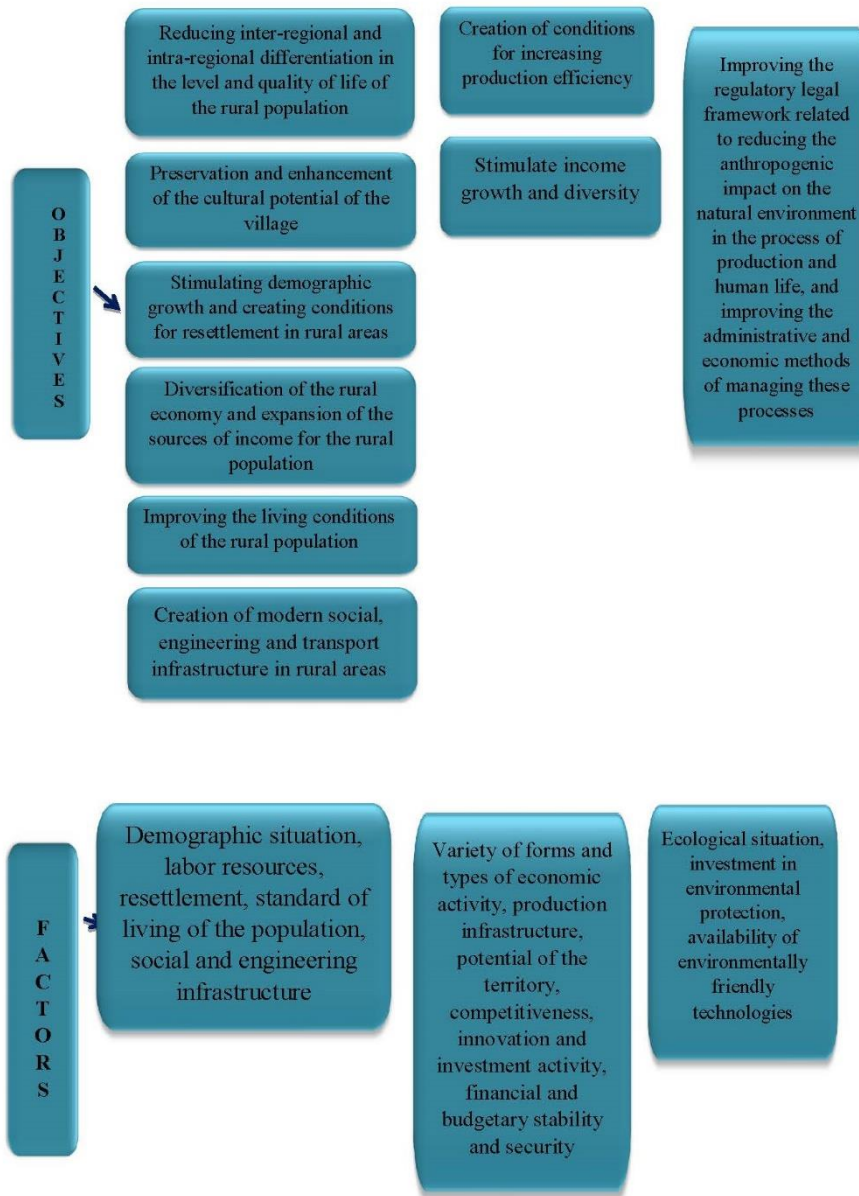 OBJECTIVES
Reducing inter-regional and
intra-regional differentiation in
the level and quality of life of
the rural population
Preservation and enhancement
of the cultural potential of the
village
Stimulating demographic
growth and creating conditions
for resettlement in rural areas
Diversification of the rural
economy and expansion of the
sources of income for the rural
population
Improving the living conditions
of the rural population
Creation of modern social,
engineering and transport
infrastructure in rural areas
Creation of conditions
for increasing
production efficiency
Stimulate income
growth and diversity
Improving the
regulatory legal
framework related
to reducing the
anthropogenic
impact on the
natural environment
in the process of
production and
human life, and
improving the
administrative and
economic methods
of managing these
processes
FACTORS
Demographic situation,
labor resources,
resettlement, standard of
living of the population,
social and engineering
infrastructure
Variety of forms and
types of economic
activity, production
infrastructure,
potential of the
territory,
competitiveness,
innovation and
investment activity,
financial and
budgetary stability
and security
Ecological situation,
investment in
environmental
protection,
availability of
environmentally
friendly
technologies